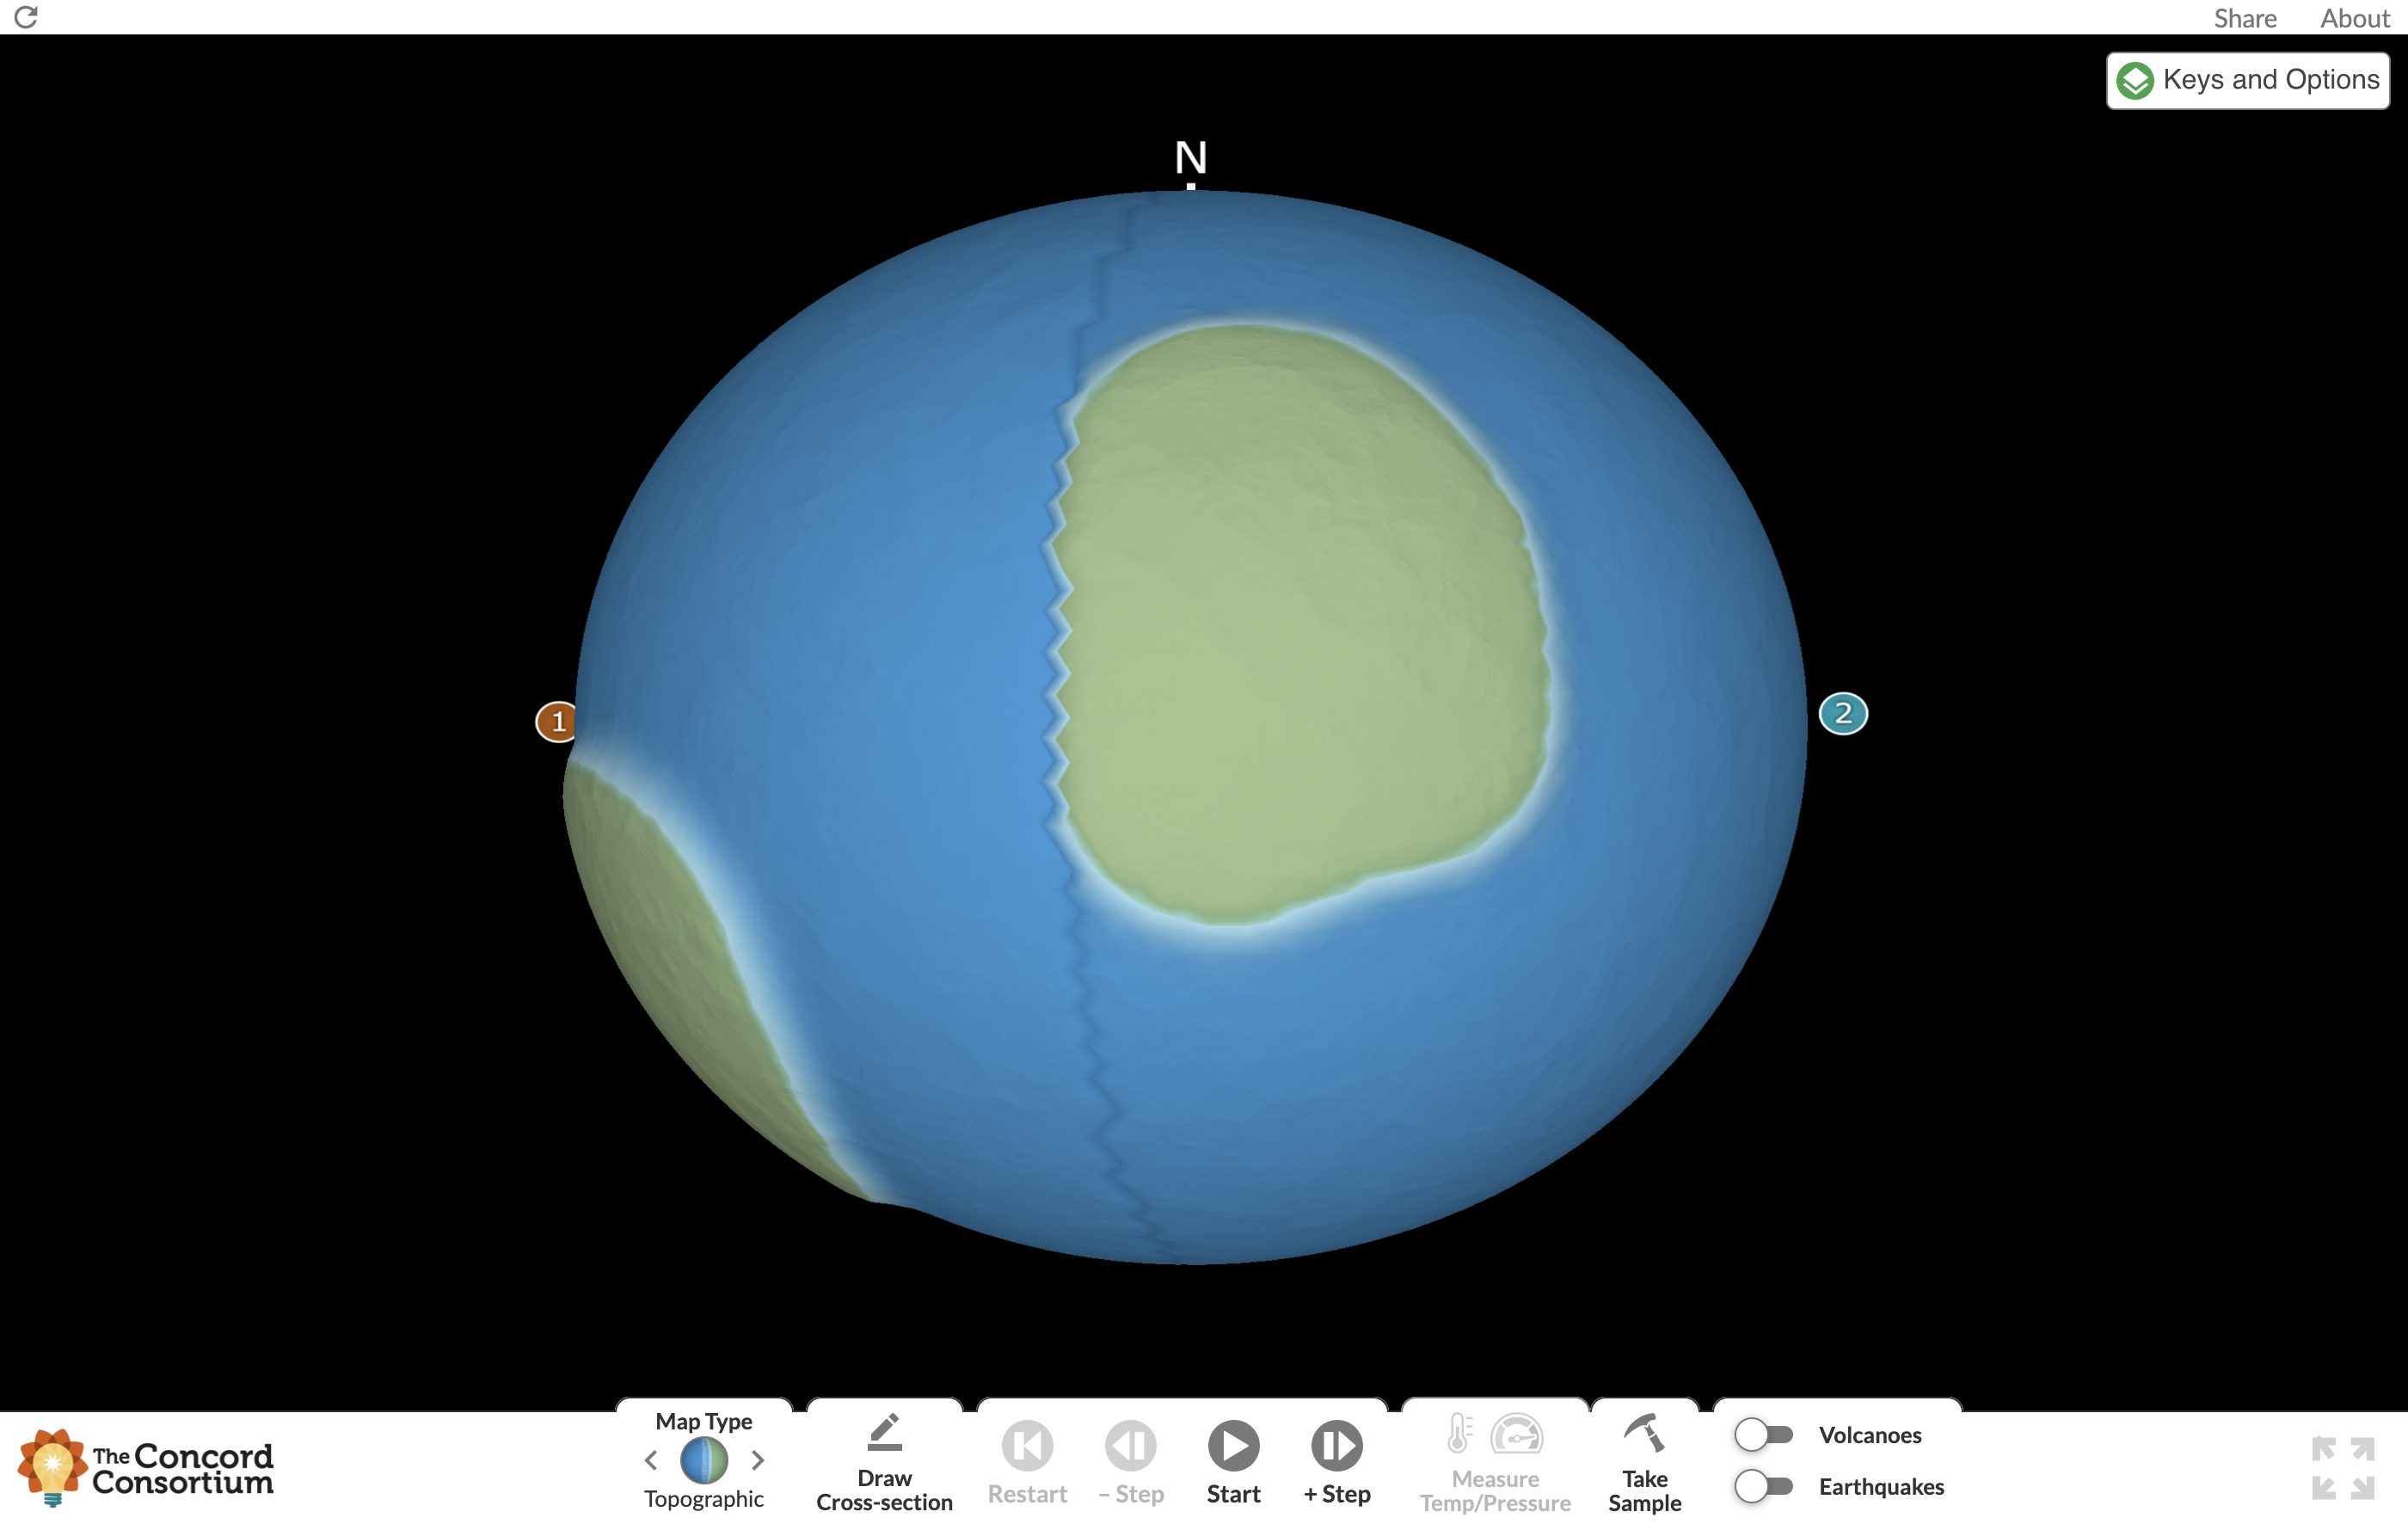 Share About
Keys and Options
N
1
2
The Concord
Consortium
Map Type
Topographic
Draw
Cross-section
Restart
– Step
Start
+ Step
Measure
Temp/Pressure
Take
Sample
Volcanoes
Earthquakes